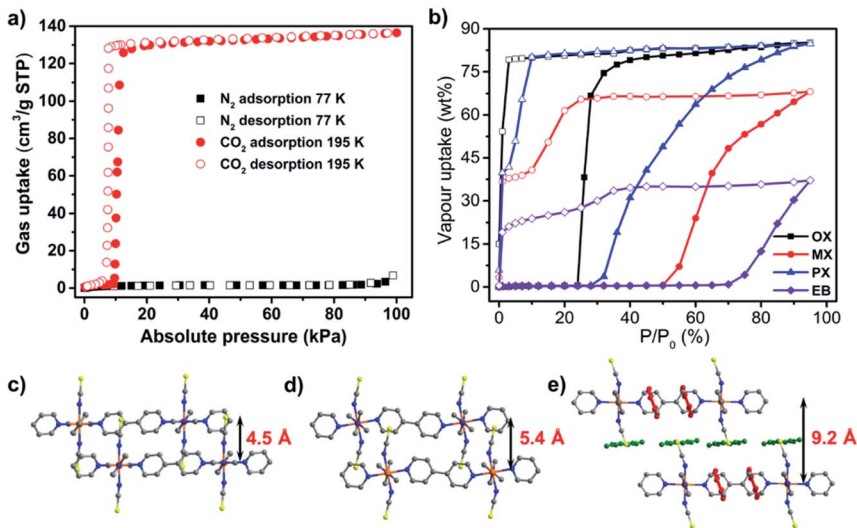 a)
140
120
100
80
60
40
20
0
Gas uptake (cm³/g STP)
N₂ adsorption 77 K
N₂ desorption 77 K
CO₂ adsorption 195 K
CO₂ desorption 195 K
0 20 40 60 80 100
Absolute pressure (kPa)
b)
90
75
60
45
30
15
0
Vapour uptake (wt%)
OX
MX
PX
EB
0 20 40 60 80 100
P/P₀ (%)
c)
4.5 Å
d)
5.4 Å
e)
9.2 Å